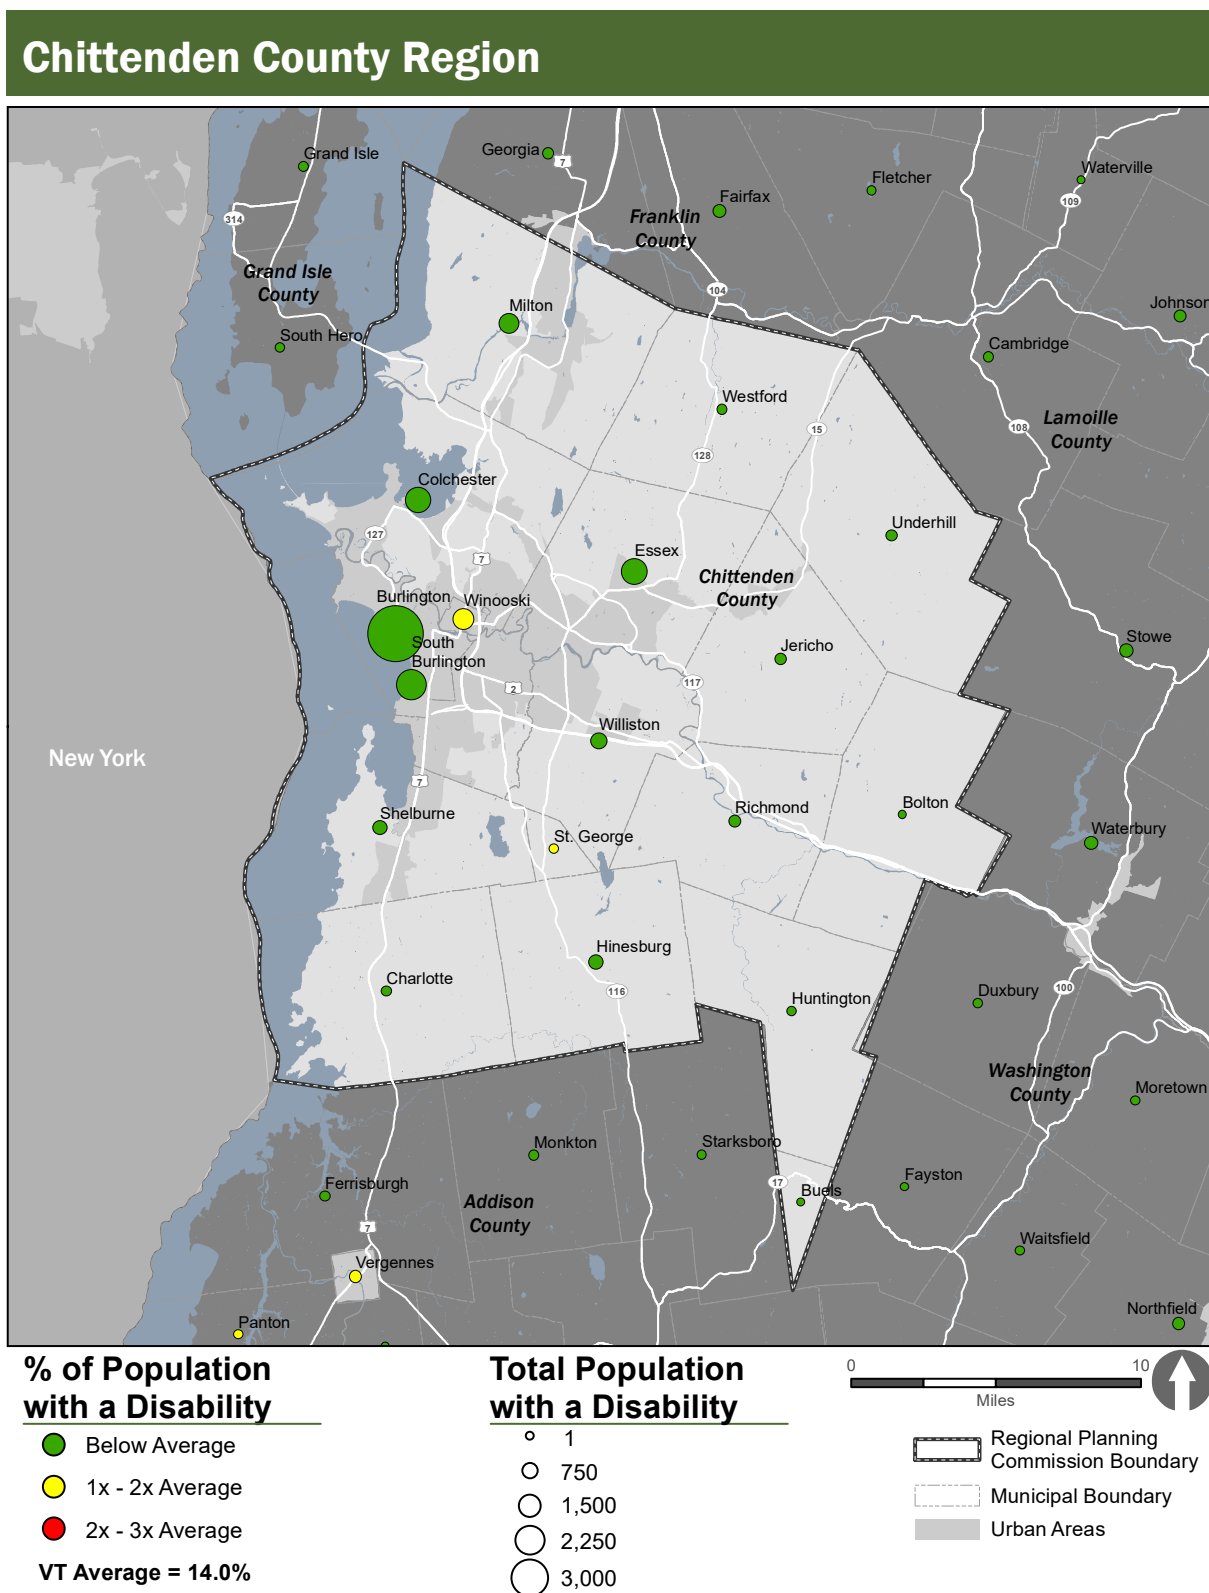 Chittenden County Region
Grand Isle
Georgia
7
Fletcher
Waterville
109
Fairfax
Franklin
County
314
Grand Isle
County
104
Milton
Johnson
South Hero
Cambridge
Westford
15
108
Lamoille
County
128
Colchester
127
Underhill
7
Essex
Chittenden
County
Burlington
Winooski
South
Burlington
Jericho
Stowe
117
2
Williston
New York
7
Shelburne
Richmond
Bolton
St. George
Waterbury
Hinesburg
Charlotte
116
Huntington
Duxbury
100
Washington
County
Moretown
Monkton
Starksboro
Ferrisburgh
Addison
County
17
Buels
Fayston
7
Waitsfield
Vergennes
Panton
Northfield
% of Population
with a Disability
Below Average
1x - 2x Average
2x - 3x Average
VT Average = 14.0%
Total Population
with a Disability
1
750
1,500
2,250
3,000
0
10
Miles
Regional Planning
Commission Boundary
Municipal Boundary
Urban Areas